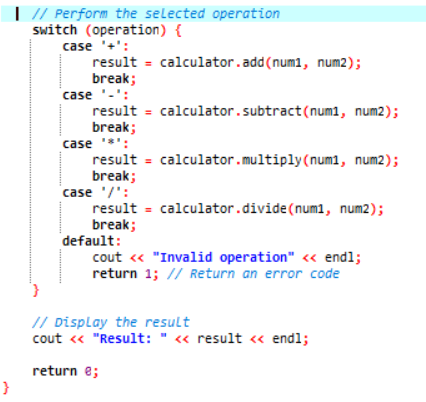 // Perform the selected operation
switch (operation) {
case '+':
result = calculator.add(num1, num2);
break;
case '-':
result = calculator.subtract(num1, num2);
break;
case '*':
result = calculator.multiply(num1, num2);
break;
case '/':
result = calculator.divide(num1, num2);
break;
default:
cout << "Invalid operation" << endl;
return 1; // Return an error code
}
// Display the result
cout << "Result: " << result << endl;
return 0;
}